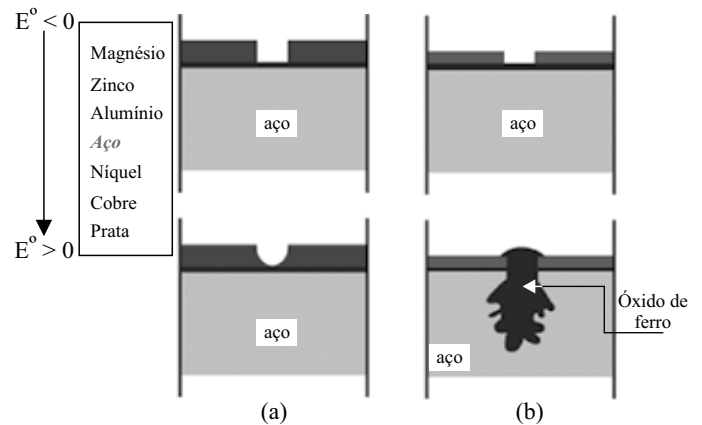 E° < 0
Magnésio
Zinco
Alumínio
Aço
Níquel
Cobre
Prata
E° > 0
aço
aço
aço
aço
Óxido de
ferro
(a)
(b)